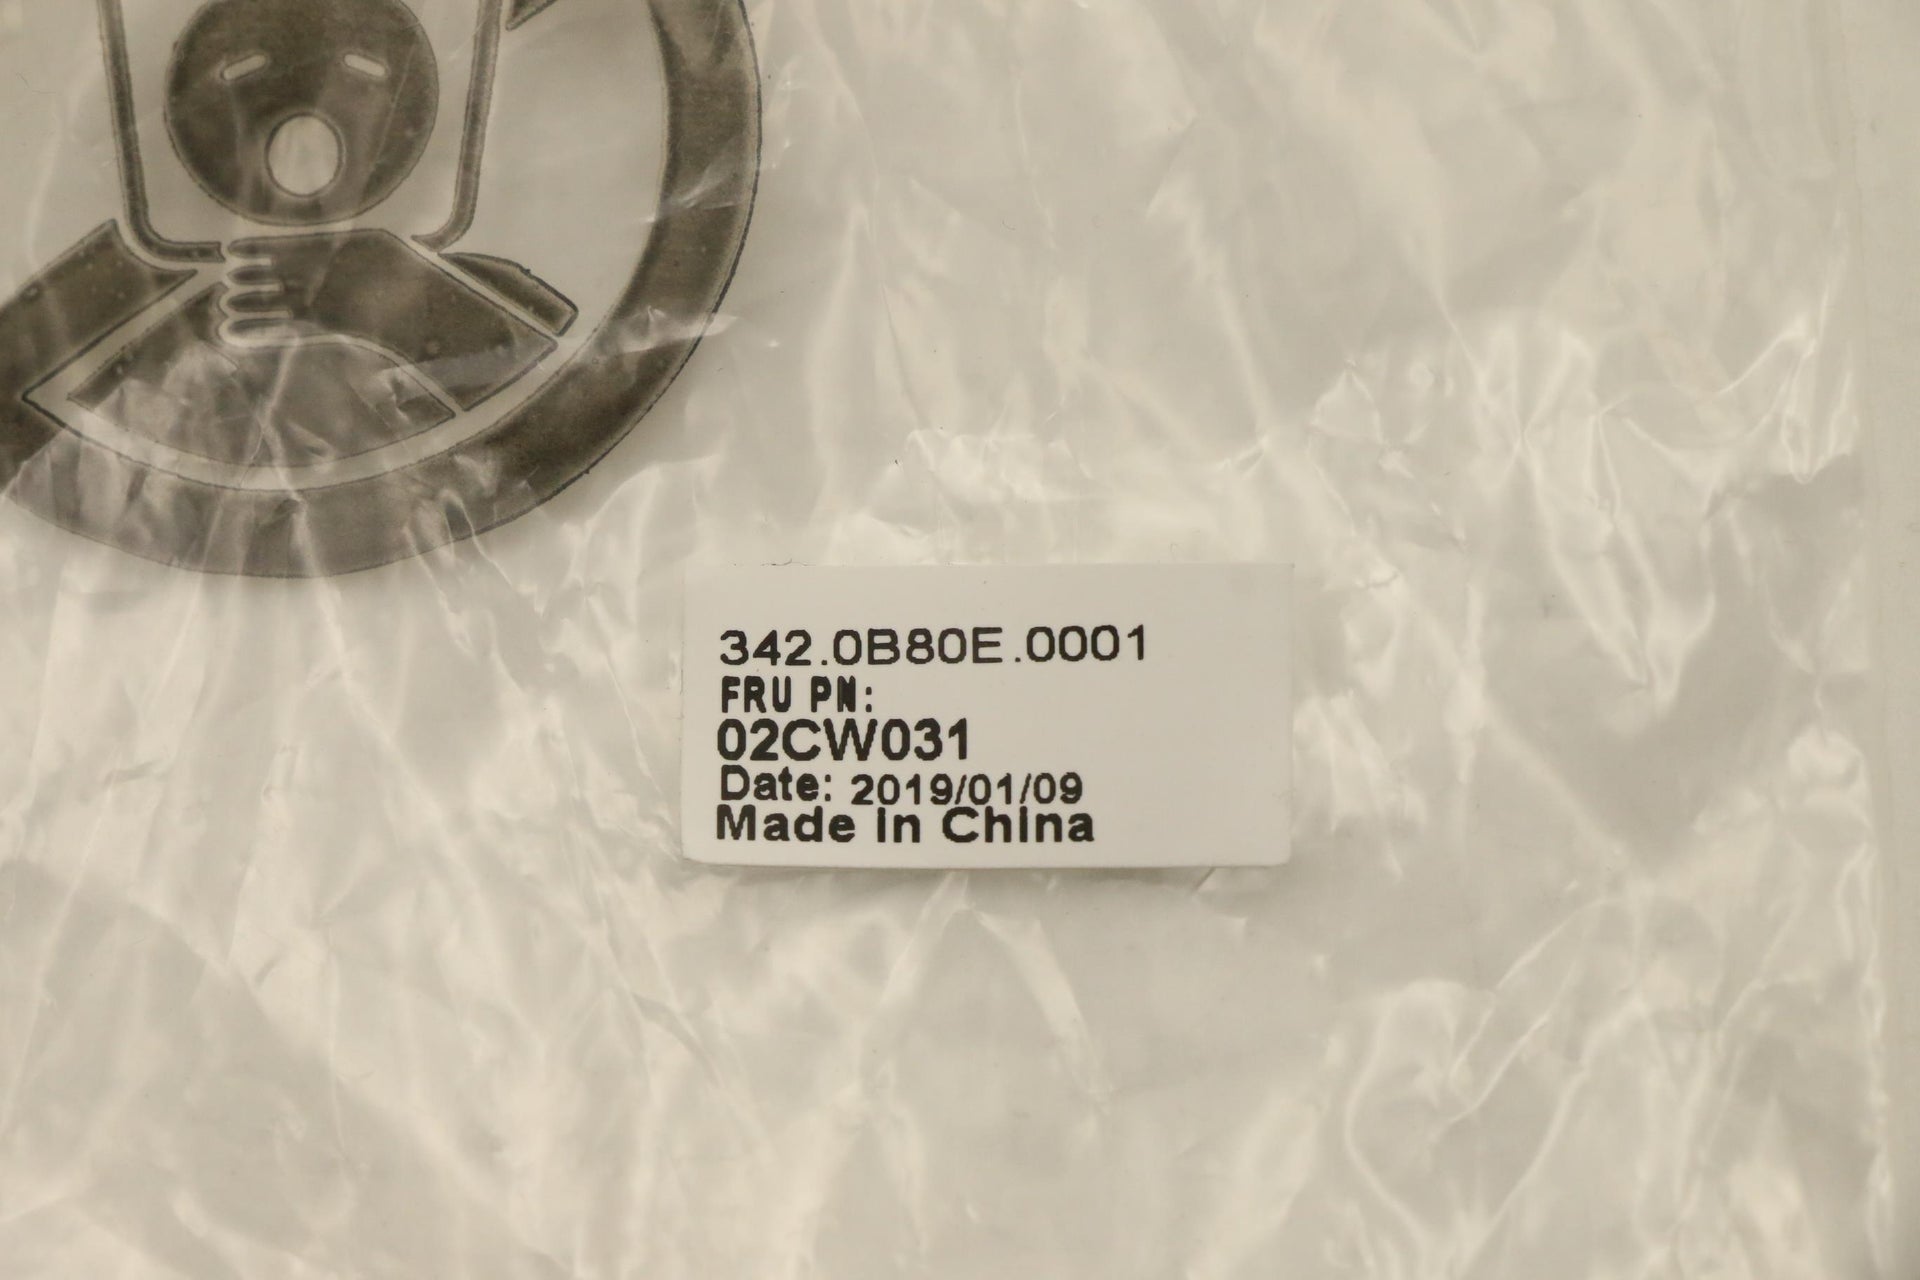 342.0B80E.0001
FRU PN:
02CW031
Date: 2019/01/09
Made in China